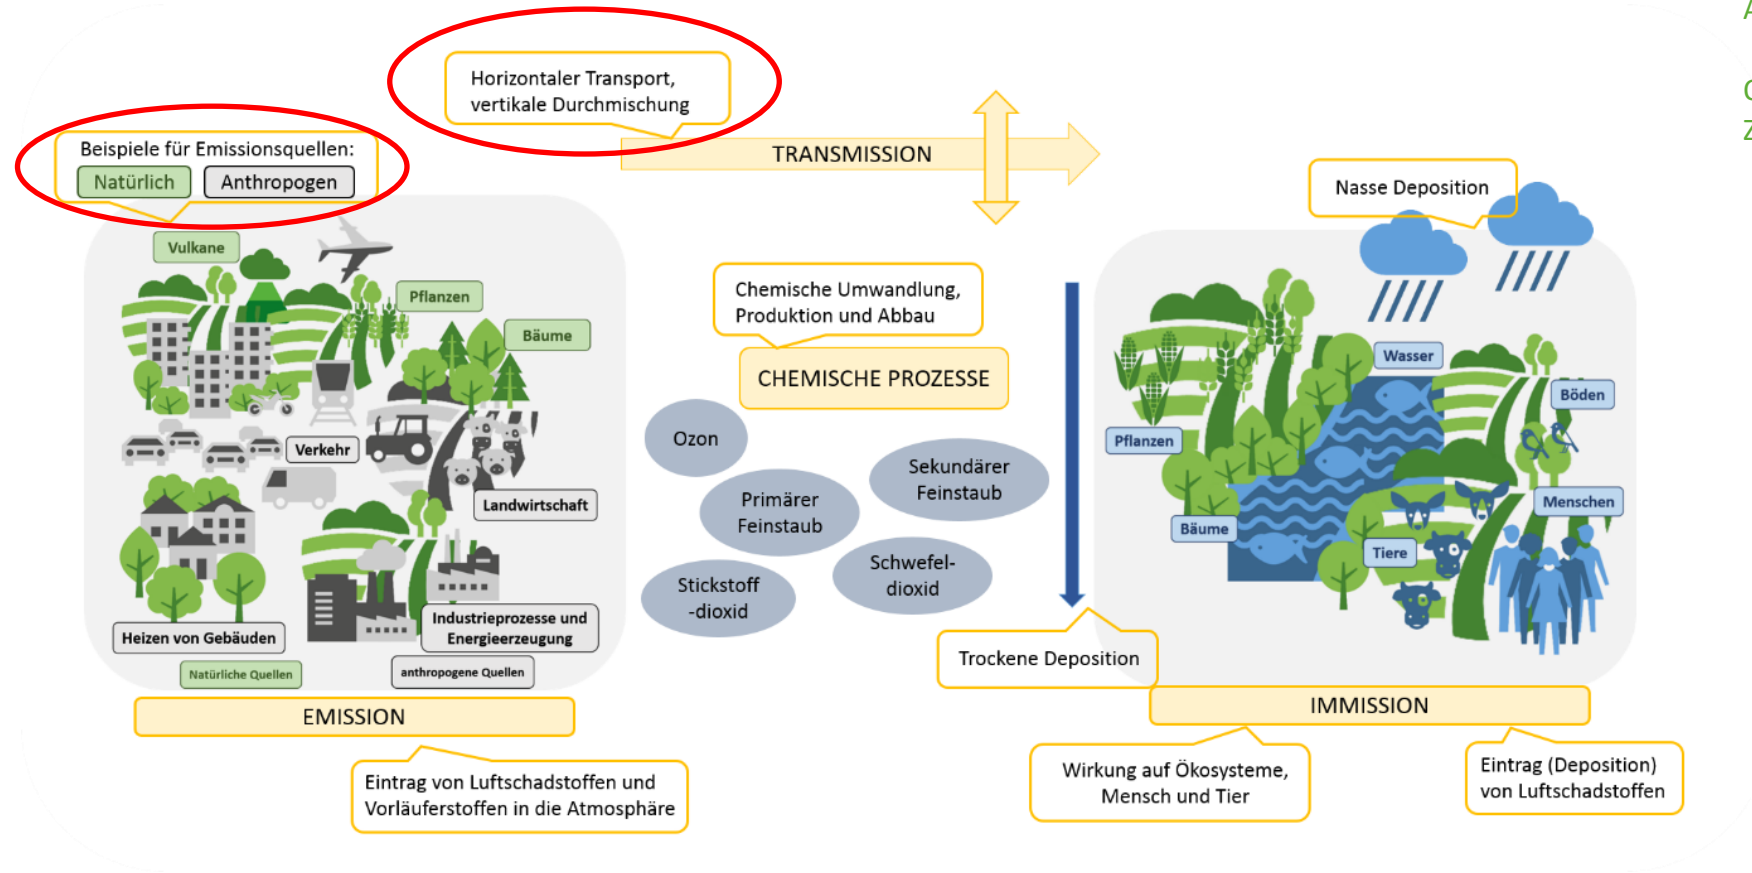 Horizontaler Transport,
vertikale Durchmischung
Beispiele für Emissionsquellen:
Natürlich
Anthropogen
TRANSMISSION
Nasse Deposition
Vulkane
Pflanzen
Bäume
Verkehr
Landwirtschaft
Heizen von Gebäuden
Industrieprozesse und
Energieerzeugung
Natürliche Quellen
anthropogene Quellen
EMISSION
Eintrag von Luftschadstoffen und
Vorläuferstoffen in die Atmosphäre
Chemische Umwandlung,
Produktion und Abbau
CHEMISCHE PROZESSE
Ozon
Sekundärer
Feinstaub
Primärer
Feinstaub
Schwefel-
dioxid
Stickstoff
-dioxid
Trockene Deposition
Wasser
Böden
Pflanzen
Menschen
Bäume
Tiere
IMMISSION
Wirkung auf Ökosysteme,
Mensch und Tier
Eintrag (Deposition)
von Luftschadstoffen